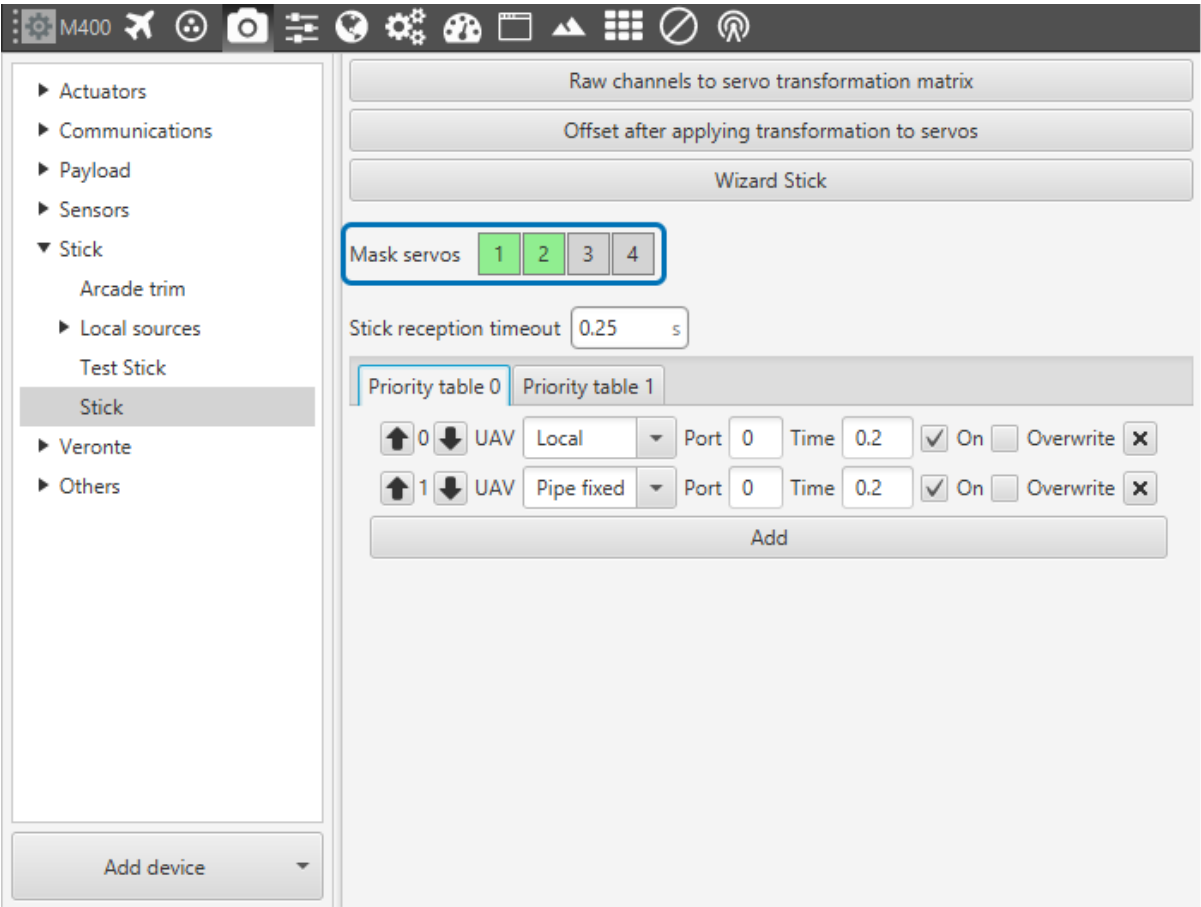 M400
Actuators
Communications
Payload
Sensors
Stick
Arcade trim
Local sources
Test Stick
Stick
Veronte
Others
Add device
Raw channels to servo transformation matrix
Offset after applying transformation to servos
Wizard Stick
Mask servos 1 2 3 4
Stick reception timeout 0.25 s
Priority table 0 Priority table 1
0 UAV Local Port 0 Time 0.2 On Overwrite
1 UAV Pipe fixed Port 0 Time 0.2 On Overwrite
Add